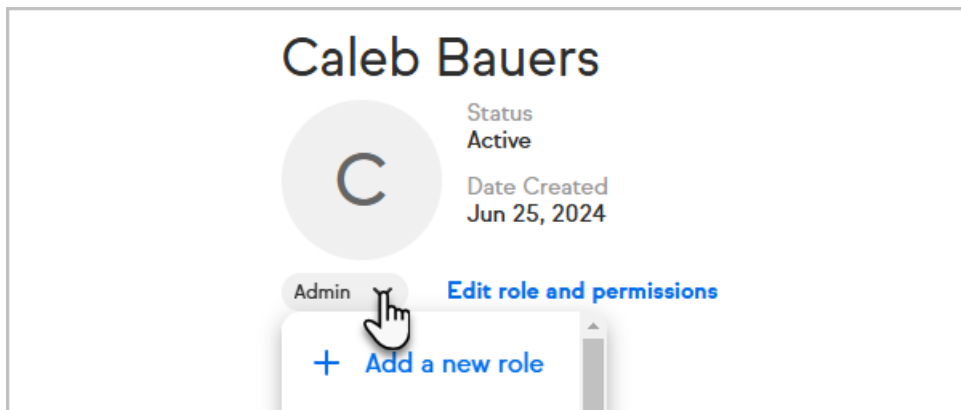 Caleb Bauers
C
Status
Active
Date Created
Jun 25, 2024
Admin
Edit role and permissions
+ Add a new role